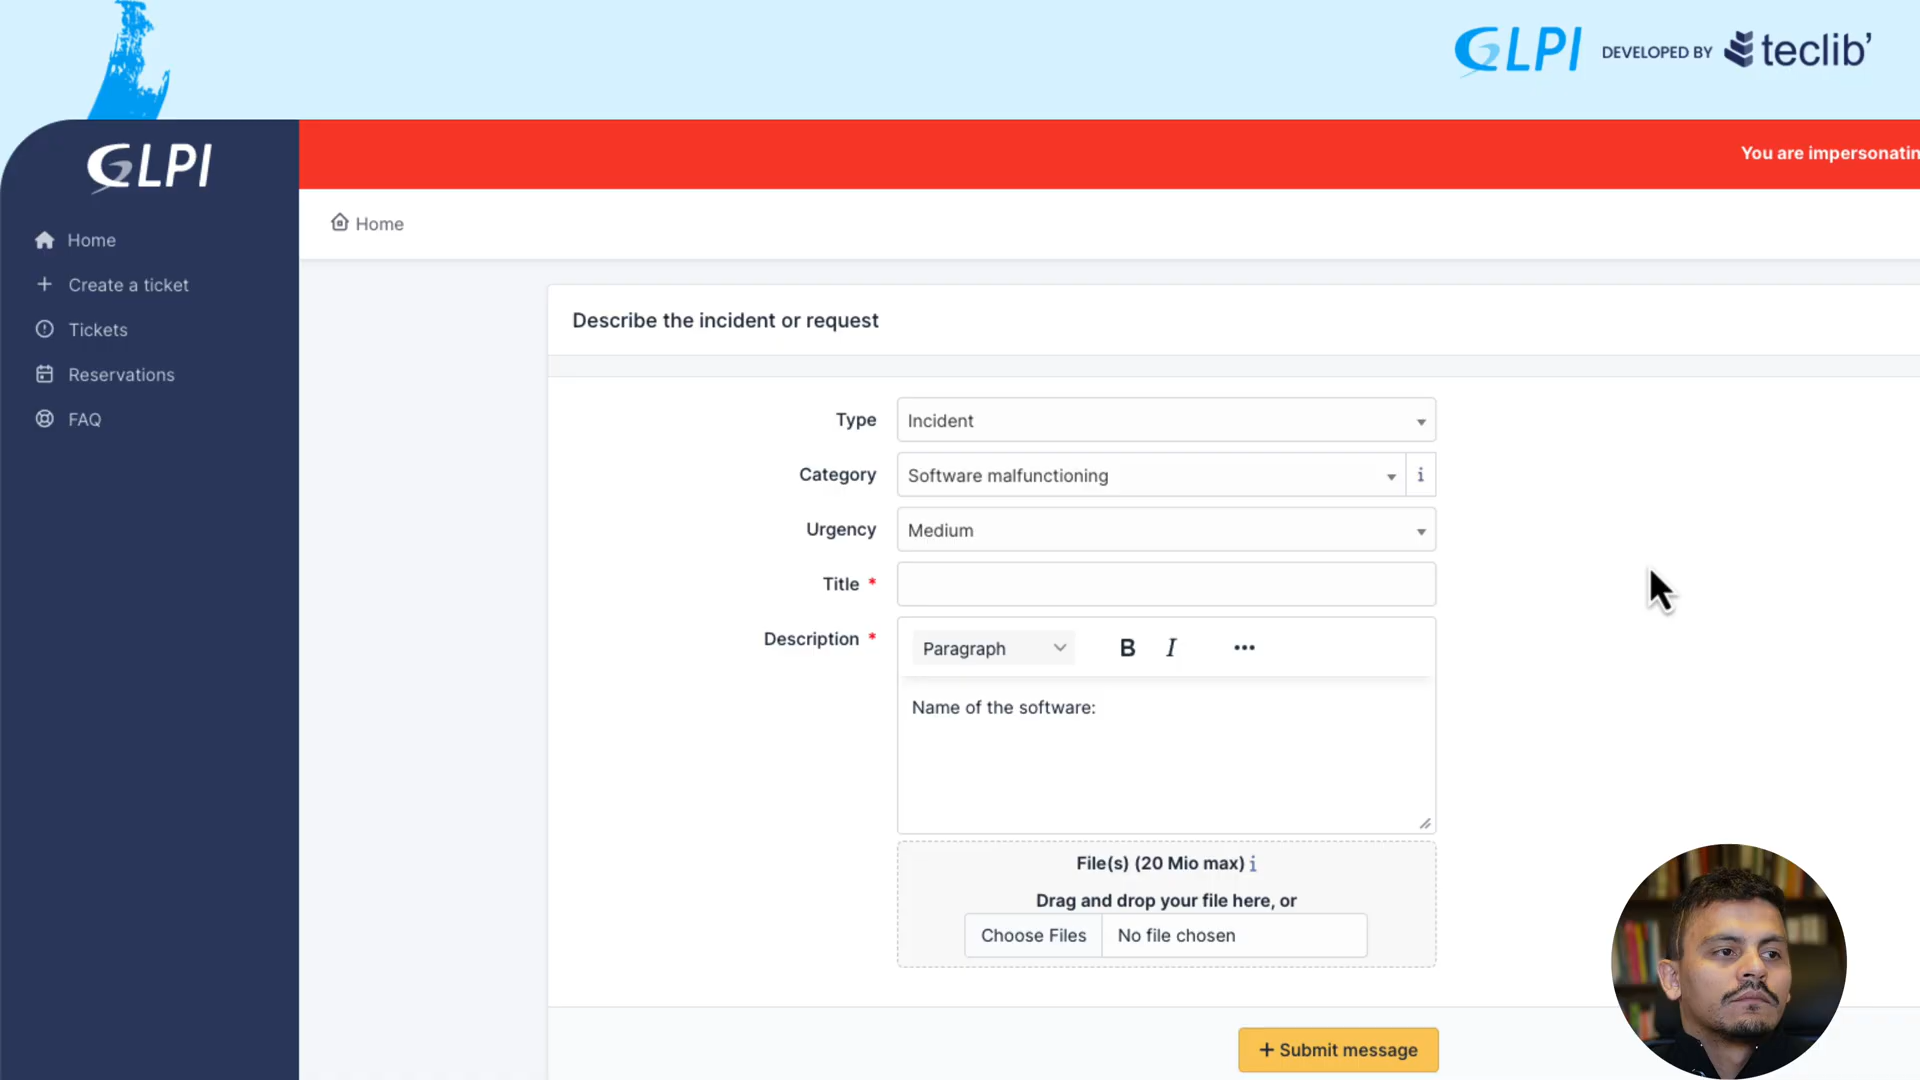 GLPI DEVELOPED BY teclib'
GLPI
You are impersonatin
Home
Home
Create a ticket
Tickets
Reservations
FAQ
Describe the incident or request
Type Incident
Category Software malfunctioning i
Urgency Medium
Title *
Description *
Paragraph B I •••
Name of the software:
File(s) (20 Mio max) i
Drag and drop your file here, or
Choose Files No file chosen
+ Submit message